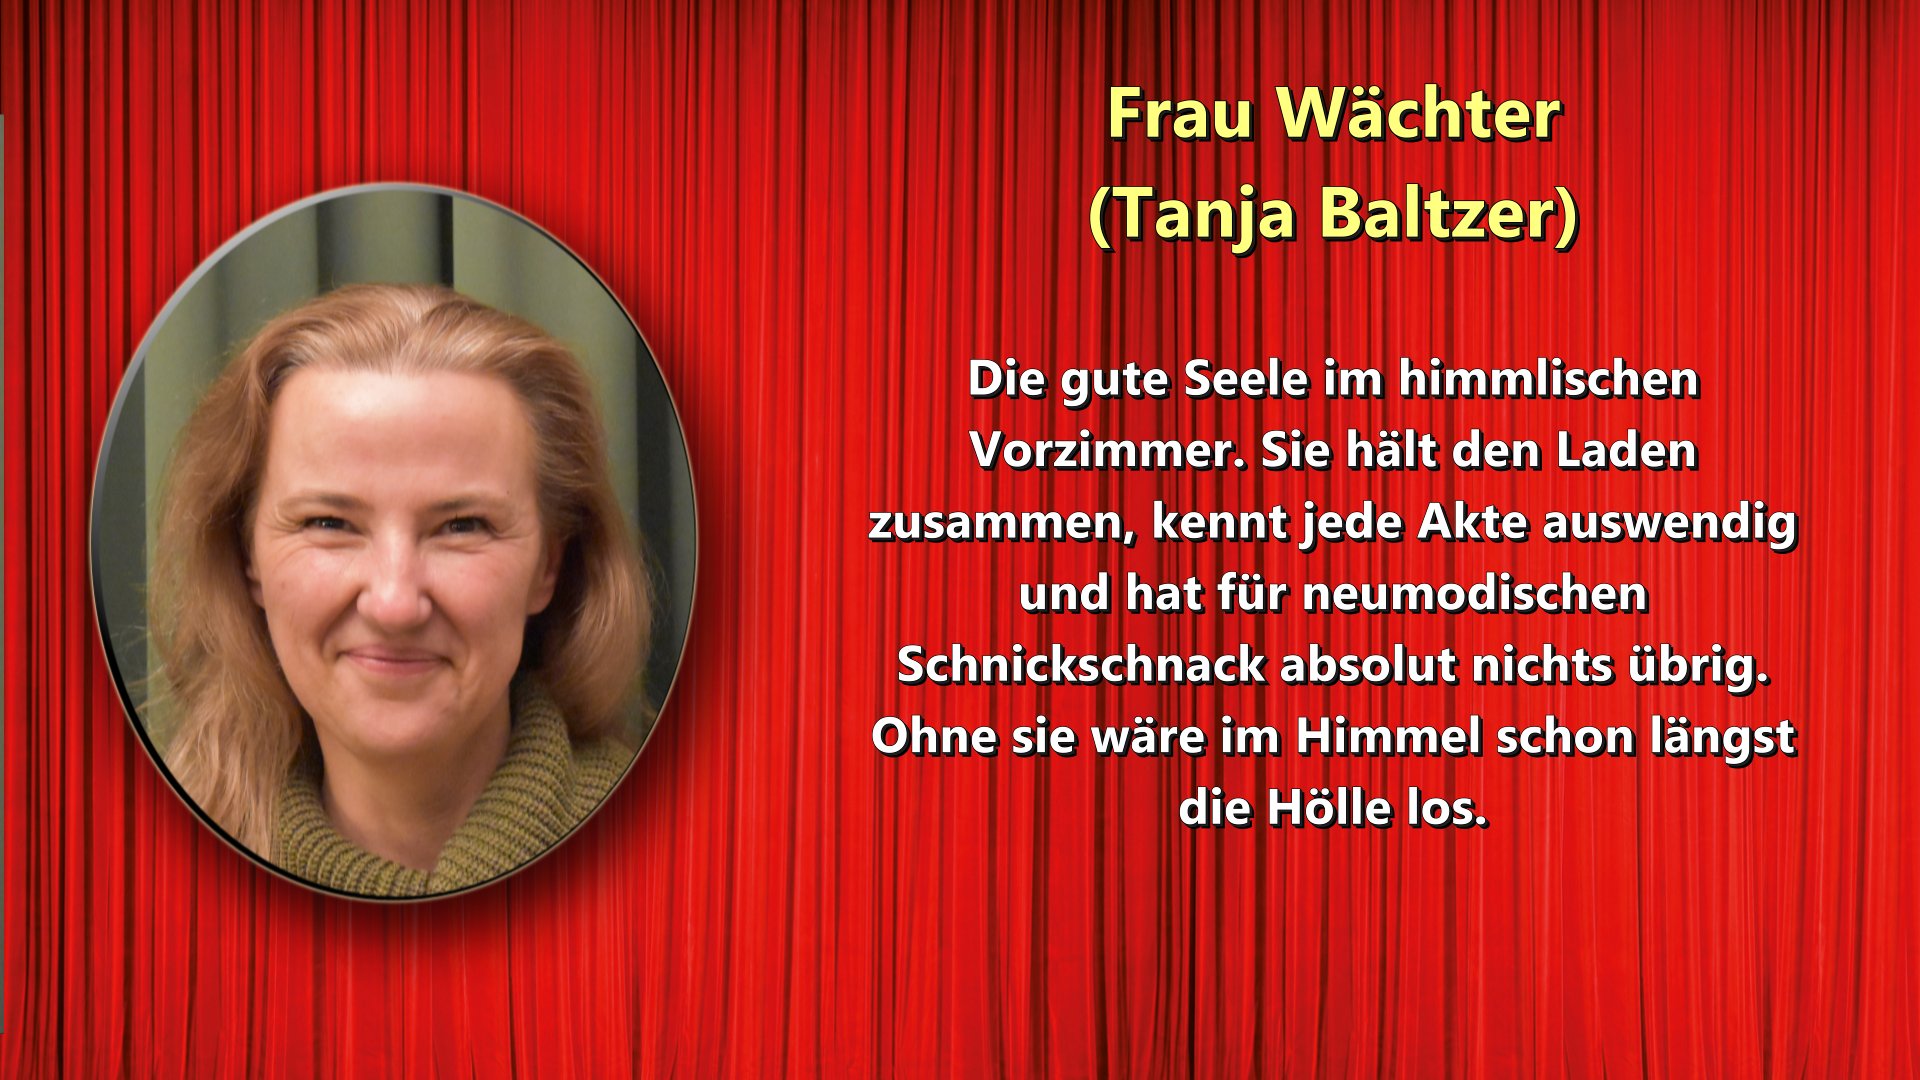 Frau Wächter
(Tanja Baltzer)
Die gute Seele im himmlischen
Vorzimmer. Sie hält den Laden
zusammen, kennt jede Akte auswendig
und hat für neumodischen
Schnickschnack absolut nichts übrig.
Ohne sie wäre im Himmel schon längst
die Hölle los.